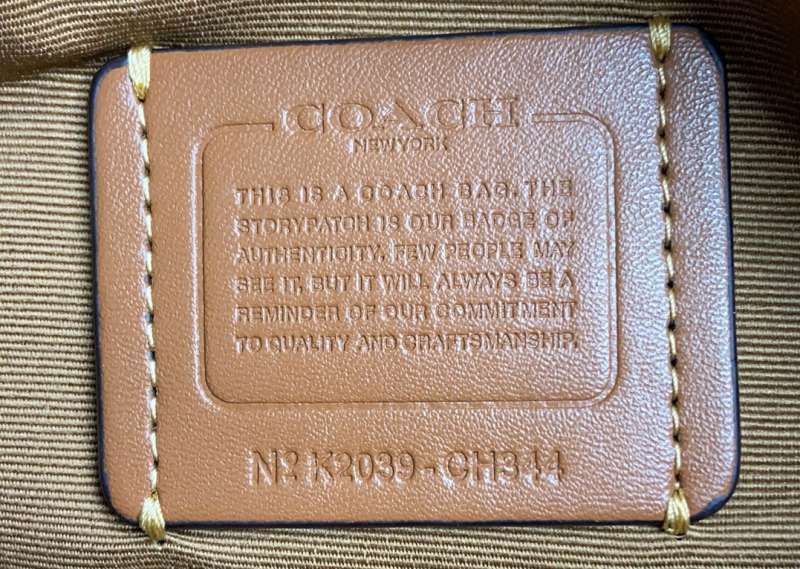 COACH
NEW YORK
THIS IS A COACH BAG. THE
STORYPATCH IS OUR BADGE OF
AUTHENTICITY. FEW PEOPLE MAY
SEE IT, BUT IT WILL ALWAYS BE A
REMINDER OF OUR COMMITMENT
TO QUALITY AND CRAFTSMANSHIP.
Nº K2039-CH344